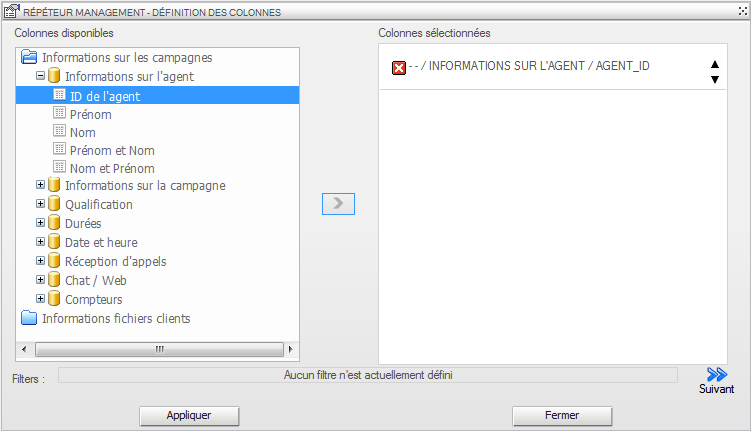 RÉPÉTEUR MANAGEMENT - DÉFINITION DES COLONNES
Colonnes disponibles
Colonnes sélectionnées
Informations sur les campagnes
Informations sur l'agent
ID de l'agent
Prénom
Nom
Prénom et Nom
Nom et Prénom
Informations sur la campagne
Qualification
Durées
Date et heure
Réception d'appels
Chat / Web
Compteurs
Informations fichiers clients
- - / INFORMATIONS SUR L'AGENT / AGENT_ID
Filters :
Aucun filtre n'est actuellement défini
Suivant
Appliquer
Fermer